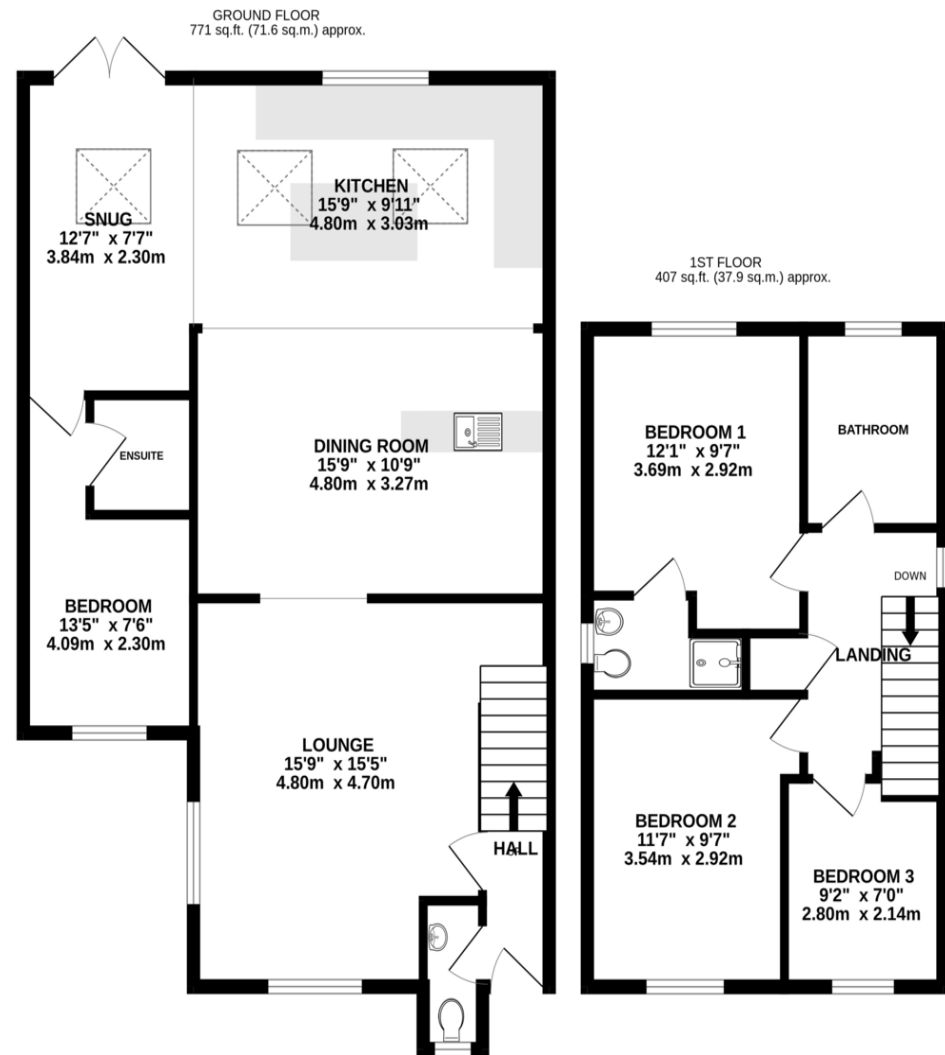 GROUND FLOOR
771 sq.ft. (71.6 sq.m.) approx.
KITCHEN
15'9" x 9'11"
4.80m x 3.03m
SNUG
12'7" x 7'7"
3.84m x 2.30m
DINING ROOM
15'9" x 10'9"
4.80m x 3.27m
ENSUITE
BEDROOM
13'5" x 7'6"
4.09m x 2.30m
LOUNGE
15'9" x 15'5"
4.80m x 4.70m
HALL
1ST FLOOR
407 sq.ft. (37.9 sq.m.) approx.
BEDROOM 1
12'1" x 9'7"
3.69m x 2.92m
BATHROOM
DOWN
LANDING
BEDROOM 2
11'7" x 9'7"
3.54m x 2.92m
BEDROOM 3
9'2" x 7'0"
2.80m x 2.14m